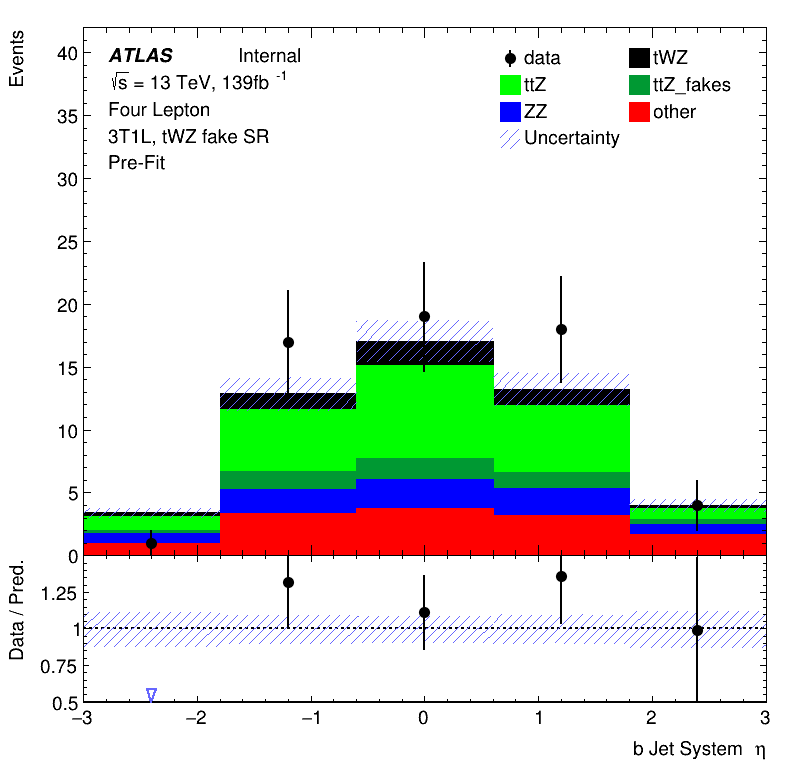 Events
40
35
30
25
20
15
10
5
0
ATLAS Internal
√s = 13 TeV, 139fb -1
Four Lepton
3T1L, tWZ fake SR
Pre-Fit
data tWZ
ttZ ttZ_fakes
ZZ other
Uncertainty
Data / Pred.
1.25
1
0.75
0.5
−3 −2 −1 0 1 2 3
b Jet System η